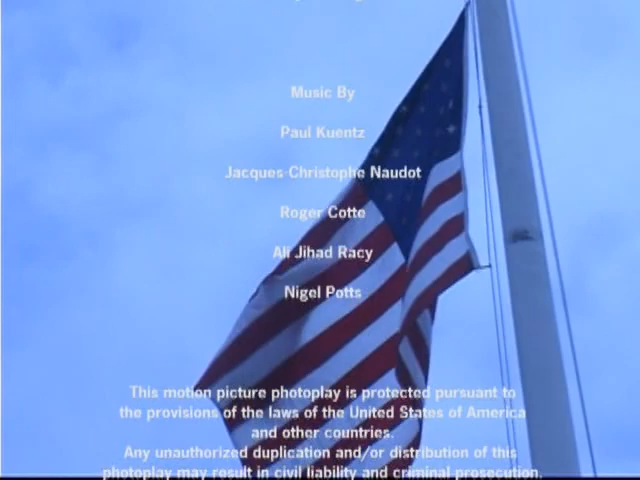 Music By
Paul Kuentz
Jacques-Christophe Naudot
Roger Cotte
Ali Jihad Racy
Nigel Potts
This motion picture photoplay is protected pursuant to
the provisions of the laws of the United States of America
and other countries.
Any unauthorized duplication and/or distribution of this
photoplay may result in civil liability and criminal prosecution.